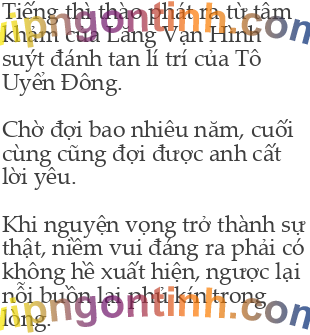 Tiếng thì thào phát ra từ tâm
khảm của Lăng Vạn Hình
suýt đánh tan lí trí của Tô
Uyển Đông.
Chờ đợi bao nhiêu năm, cuối
cùng cũng đợi được anh cất
lời yêu.
Khi nguyện vọng trở thành sự
thật, niềm vui đáng ra phải có
không hề xuất hiện, ngược lại
nỗi buồn lại phủ kín trong
lòng.
vipngontinh.com
vipngontinh.com